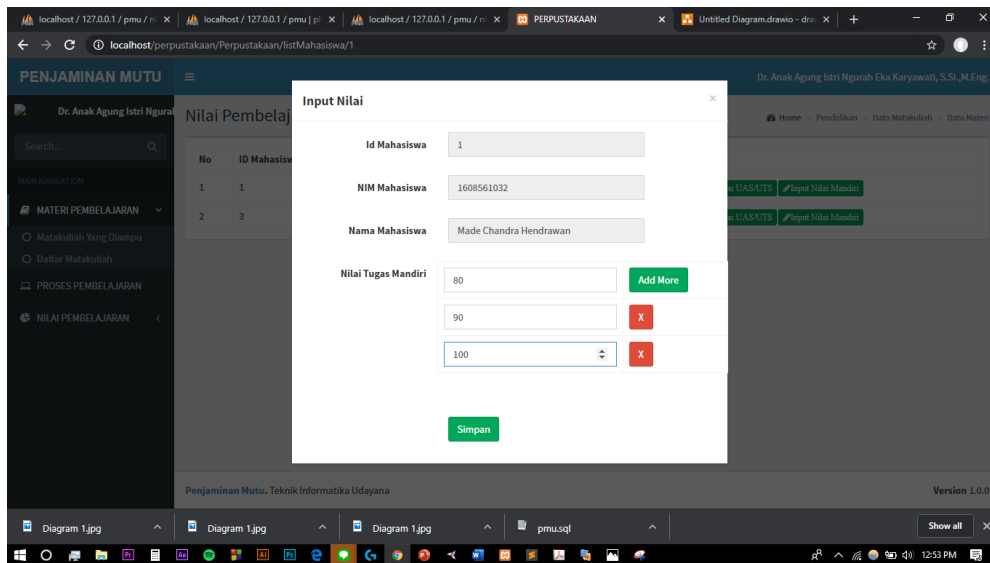 localhost / 127.0.0.1 / pmu / n
localhost / 127.0.0.1 / pmu | p
localhost / 127.0.0.1 / pmu / n
PERPUSTAKAAN
Untitled Diagram.drawio - dra
localhost/perpustakaan/Perpustakaan/listMahasiswa/1
PENJAMINAN MUTU
Dr. Anak Agung Istri Ngurah Eka Karyawati, S.Si.,M.Eng.
Dr. Anak Agung Istri Ngurah
Search...
MAIN NAVIGATION
MATERI PEMBELAJARAN
Matakuliah Yang Diampu
Daftar Matakuliah
PROSES PEMBELAJARAN
NILAI PEMBELAJARAN
Nilai Pembelaj
Home > Pendidikan > Data Matakuliah > Data Materi
No ID Mahasisw
1 1 ai UAS/UTS Input Nilai Mandiri
2 3 ai UAS/UTS Input Nilai Mandiri
Input Nilai ×
Id Mahasiswa 1
NIM Mahasiswa 1608561032
Nama Mahasiswa Made Chandra Hendrawan
Nilai Tugas Mandiri 80 Add More
90 X
100 X
Simpan
Penjaminan Mutu. Teknik Informatika Udayana
Version 1.0.0
Diagram 1.jpg
Diagram 1.jpg
Diagram 1.jpg
pmu.sql
Show all
12:53 PM